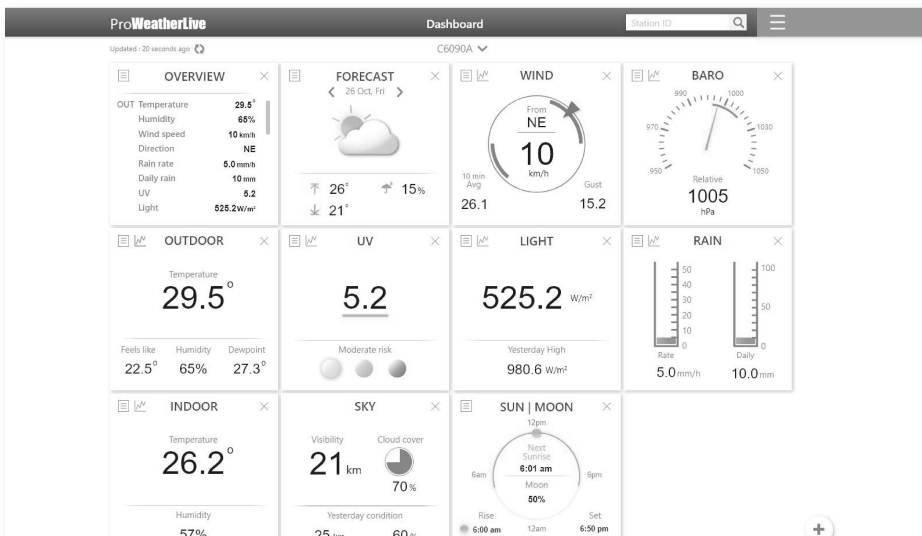 ProWeatherLive
Dashboard
Station ID
Updated : 20 seconds ago
C6090A
OVERVIEW
OUT Temperature 29.5°
Humidity 65%
Wind speed 10 km/h
Direction NE
Rain rate 5.0 mm/h
Daily rain 10 mm
UV 5.2
Light 525.2W/m²
FORECAST
26 Oct, Fri
26° 15%
21°
WIND
From
NE
10
km/h
10 min
Avg
26.1
Gust
15.2
BARO
950
970
990
1000
1030
1050
Relative
1005
hPa
OUTDOOR
Temperature
29.5°
Feels like Humidity Dewpoint
22.5° 65% 27.3°
UV
5.2
Moderate risk
LIGHT
525.2 W/m²
Yesterday High
980.6 W/m²
RAIN
50
40
30
20
10
0
Rate
5.0 mm/h
100
50
0
Daily
10.0 mm
INDOOR
Temperature
26.2°
Humidity
57%
SKY
Visibility Cloud cover
21 km
70%
Yesterday condition
25 km 60%
SUN | MOON
12pm
Next
Sunrise
6:01 am
6am 6pm
Moon
50%
Rise Set
6:00 am 12am 6:50 pm